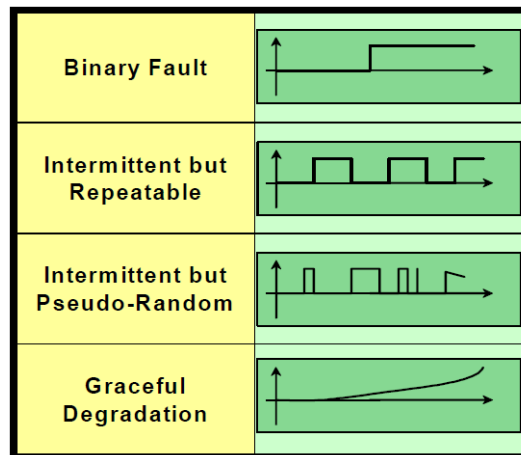 Binary Fault
Intermittent but
Repeatable
Intermittent but
Pseudo-Random
Graceful
Degradation